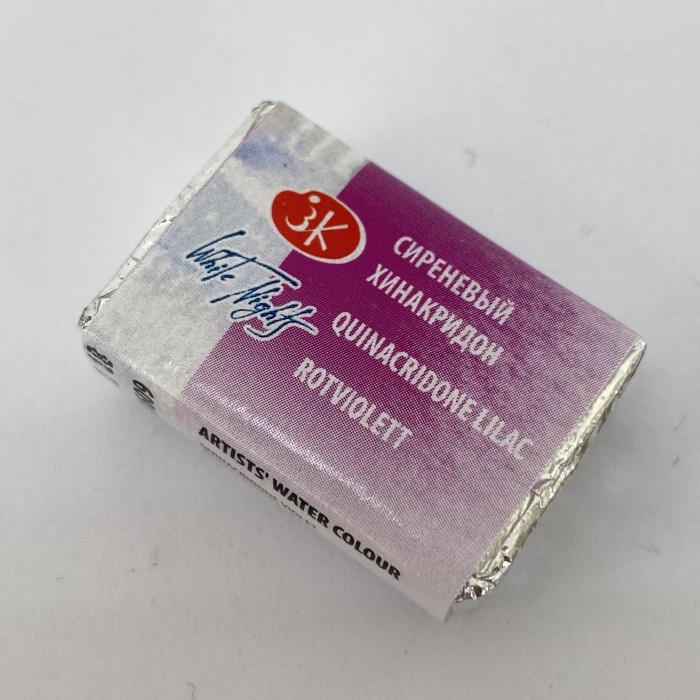 ЗК
White Nights
СИРЕНЕВЫЙ
ХИНАКРИДОН
QUINACRIDONE LILAC
ROTVIOLETT
ARTISTS' WATER COLOUR